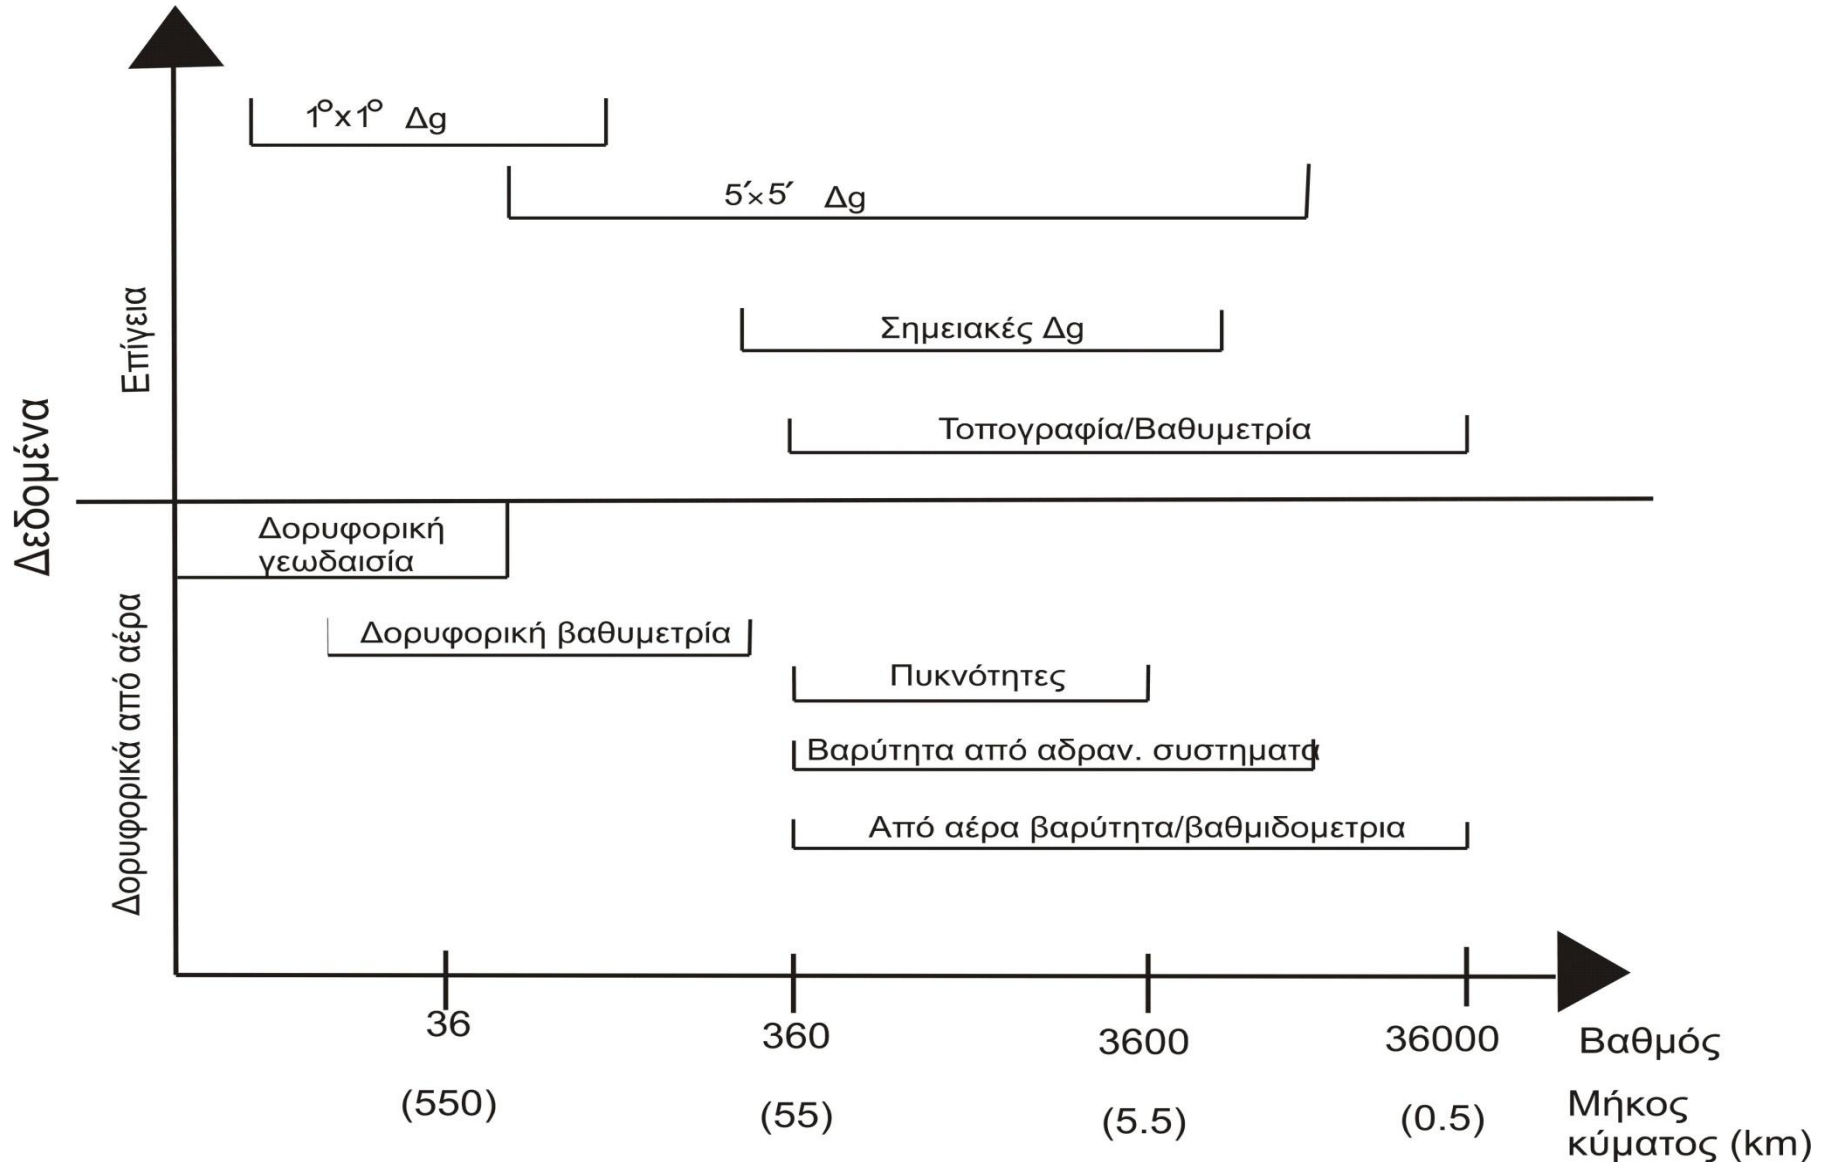 1°x1° Δg
5′×5′ Δg
Σημειακές Δg
Τοπογραφία/Βαθυμετρία
Επίγεια
Δεδομένα
Δορυφορική
γεωδαισία
Δορυφορική βαθυμετρία
Πυκνότητες
Βαρύτητα από αδραν. συστηματα
Από αέρα βαρύτητα/βαθμιδομετρια
Δορυφορικά από αέρα
36 360 3600 36000 Βαθμός
(550) (55) (5.5) (0.5) Μήκος
κύματος (km)